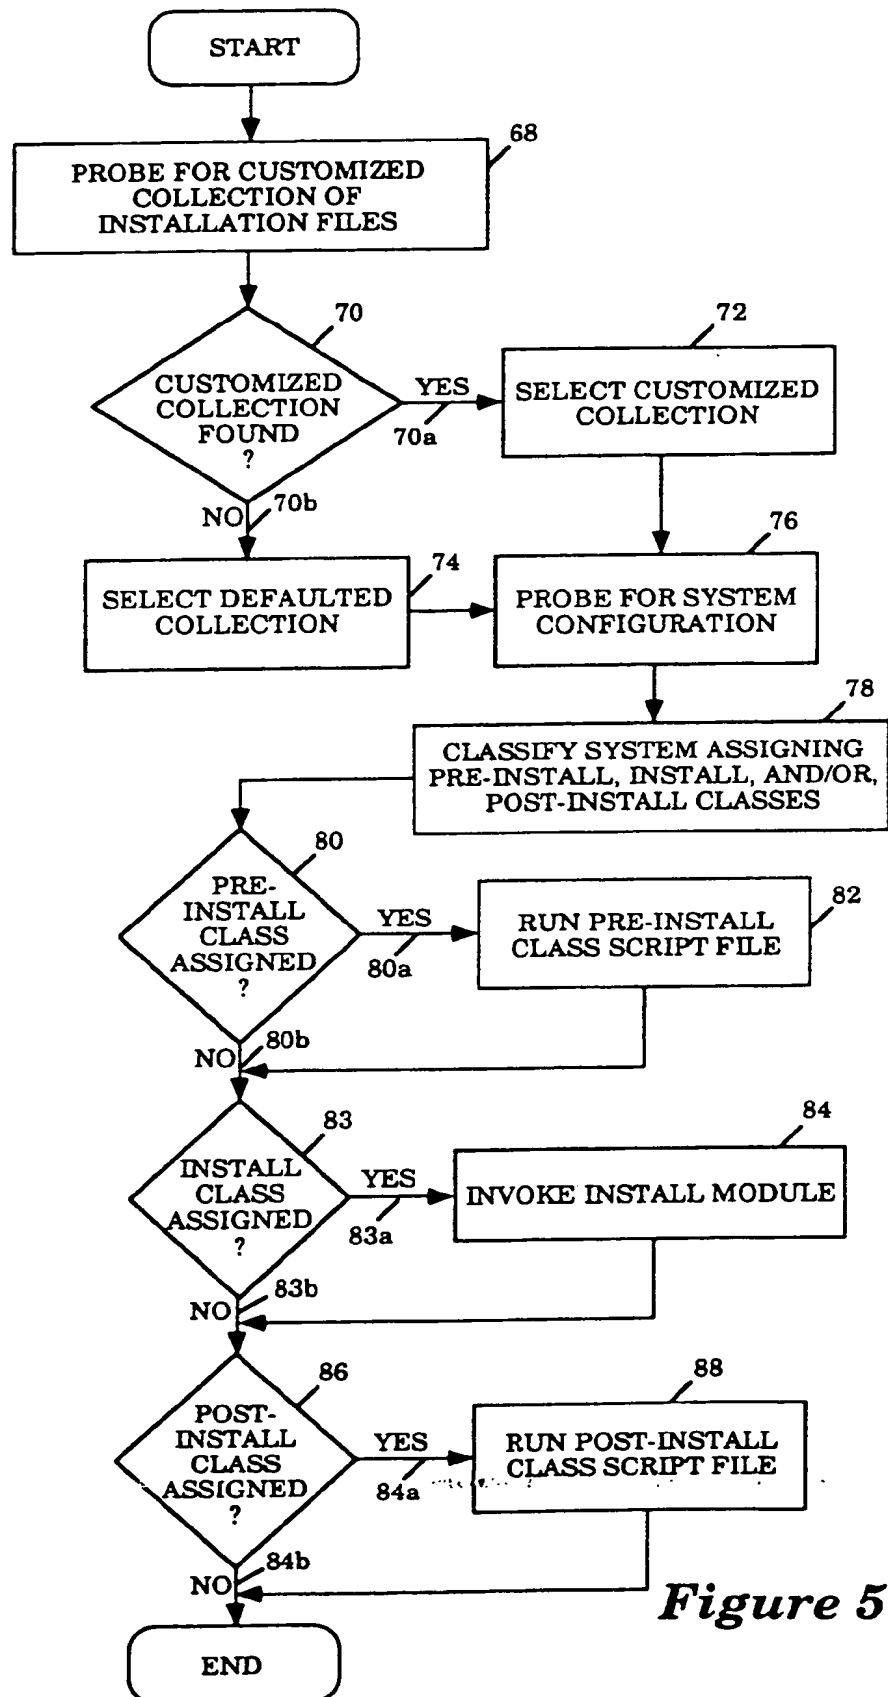 START
68
PROBE FOR CUSTOMIZED
COLLECTION OF
INSTALLATION FILES
70
72
CUSTOMIZED
COLLECTION
FOUND
?
YES
70a
SELECT CUSTOMIZED
COLLECTION
NO
70b
74
76
SELECT DEFAULTED
COLLECTION
PROBE FOR SYSTEM
CONFIGURATION
78
CLASSIFY SYSTEM ASSIGNING
PRE-INSTALL, INSTALL, AND/OR,
POST-INSTALL CLASSES
80
PRE-
INSTALL
CLASS
ASSIGNED
?
YES
80a
82
RUN PRE-INSTALL
CLASS SCRIPT FILE
NO
80b
83
INSTALL
CLASS
ASSIGNED
?
YES
83a
84
INVOKE INSTALL MODULE
NO
83b
86
POST-
INSTALL
CLASS
ASSIGNED
?
YES
84a
88
RUN POST-INSTALL
CLASS SCRIPT FILE
NO
84b
END
Figure 5